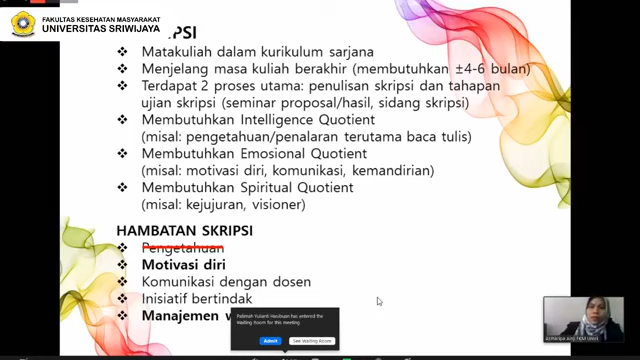 FAKULTAS KESEHATAN MASYARAKAT
UNIVERSITAS SRIWIJAYA
PSI
❖ Matakuliah dalam kurikulum sarjana
❖ Menjelang masa kuliah berakhir (membutuhkan ±4-6 bulan)
❖ Terdapat 2 proses utama: penulisan skripsi dan tahapan
ujian skripsi (seminar proposal/hasil, sidang skripsi)
❖ Membutuhkan Intelligence Quotient
(misal: pengetahuan/penalaran terutama baca tulis)
❖ Membutuhkan Emosional Quotient
(misal: motivasi diri, komunikasi, kemandirian)
❖ Membutuhkan Spiritual Quotient
(misal: kejujuran, visioner)
HAMBATAN SKRIPSI
❖ Pengetahuan
❖ Motivasi diri
❖ Komunikasi dengan dosen
❖ Inisiatif bertindak
❖ Manajemen
has entered the
Waiting Room for this meeting
Admit
See Waiting Room